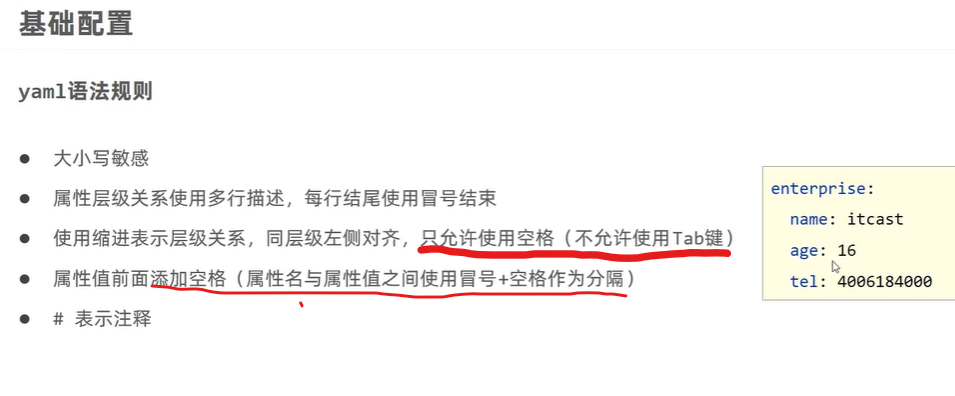 基础配置
yaml语法规则
● 大小写敏感
● 属性层级关系使用多行描述，每行结尾使用冒号结束
● 使用缩进表示层级关系，同层级左侧对齐，只允许使用空格（不允许使用Tab键）
● 属性值前面添加空格（属性名与属性值之间使用冒号+空格作为分隔）
● # 表示注释
enterprise:
name: itcast
age: 16
tel: 4006184000